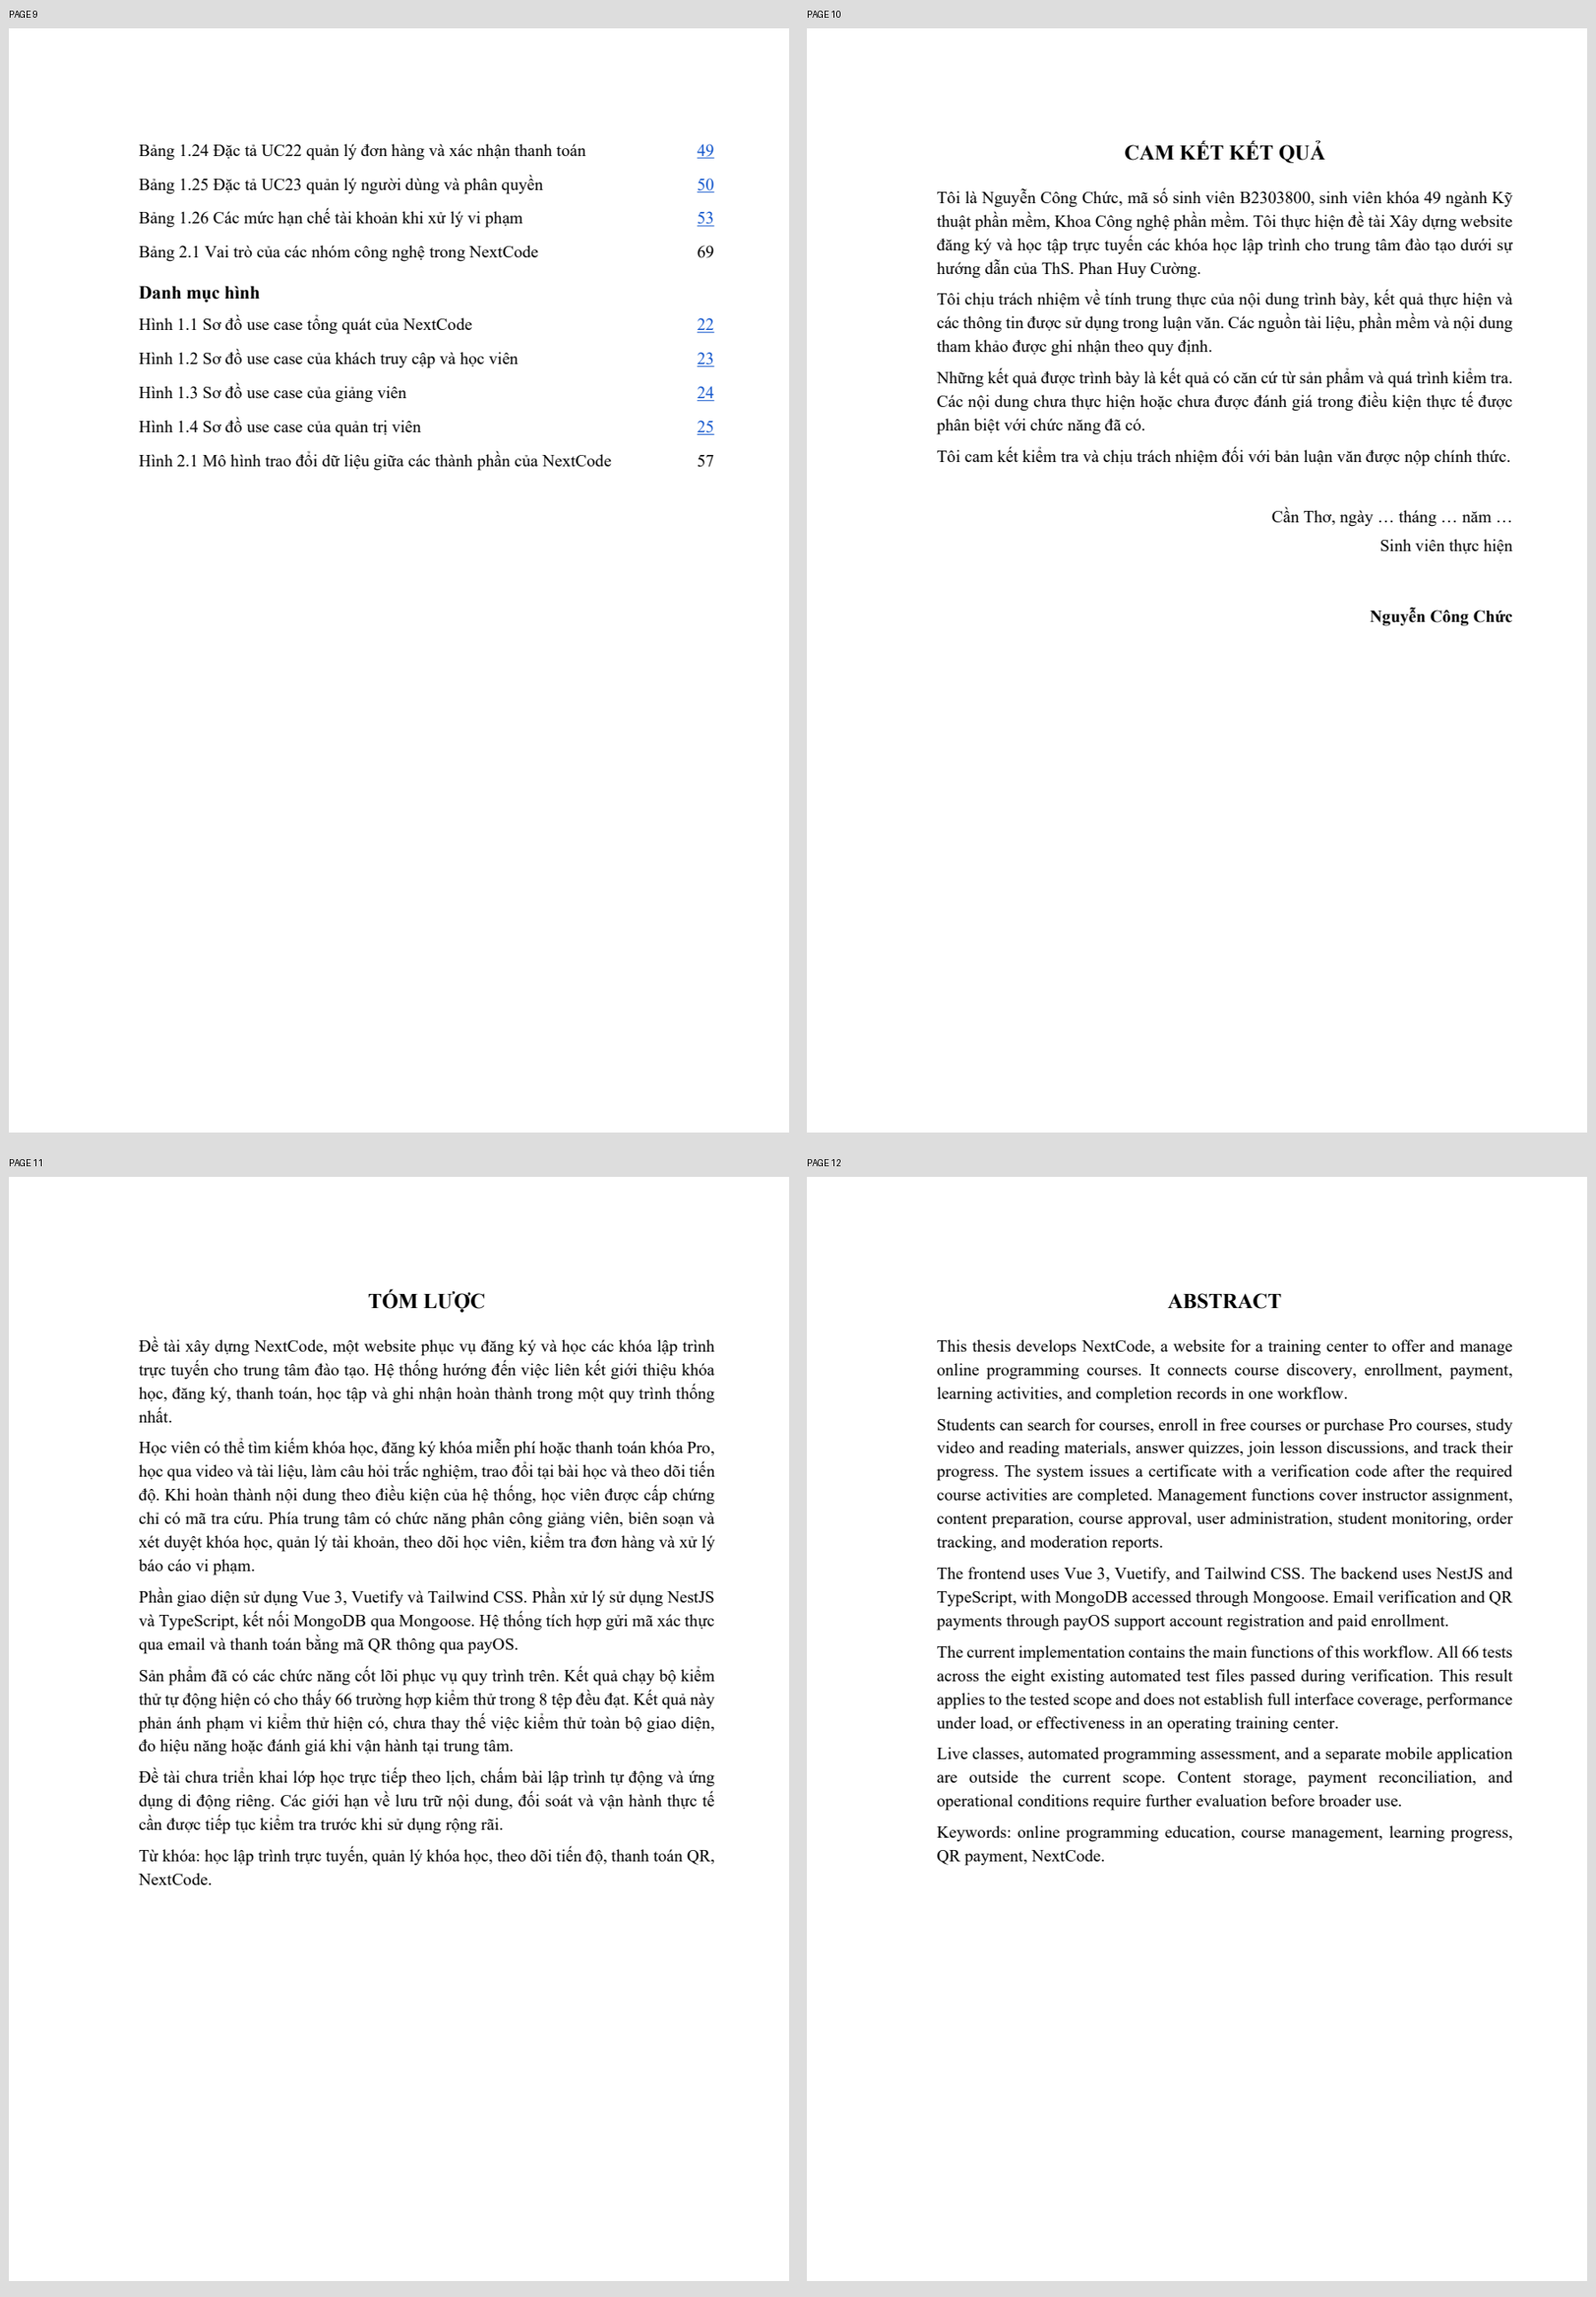 PAGE 9
Bảng 1.24 Đặc tả UC22 quản lý đơn hàng và xác nhận thanh toán 49
Bảng 1.25 Đặc tả UC23 quản lý người dùng và phân quyền 50
Bảng 1.26 Các mức hạn chế tài khoản khi xử lý vi phạm 53
Bảng 2.1 Vai trò của các nhóm công nghệ trong NextCode 69
Danh mục hình
Hình 1.1 Sơ đồ use case tổng quát của NextCode 22
Hình 1.2 Sơ đồ use case của khách truy cập và học viên 23
Hình 1.3 Sơ đồ use case của giảng viên 24
Hình 1.4 Sơ đồ use case của quản trị viên 25
Hình 2.1 Mô hình trao đổi dữ liệu giữa các thành phần của NextCode 57
PAGE 10
CAM KẾT KẾT QUẢ
Tôi là Nguyễn Công Chức, mã số sinh viên B2303800, sinh viên khóa 49 ngành Kỹ
thuật phần mềm, Khoa Công nghệ phần mềm. Tôi thực hiện đề tài Xây dựng website
đăng ký và học tập trực tuyến các khóa học lập trình cho trung tâm đào tạo dưới sự
hướng dẫn của ThS. Phan Huy Cường.
Tôi chịu trách nhiệm về tính trung thực của nội dung trình bày, kết quả thực hiện và
các thông tin được sử dụng trong luận văn. Các nguồn tài liệu, phần mềm và nội dung
tham khảo được ghi nhận theo quy định.
Những kết quả được trình bày là kết quả có căn cứ từ sản phẩm và quá trình kiểm tra.
Các nội dung chưa thực hiện hoặc chưa được đánh giá trong điều kiện thực tế được
phân biệt với chức năng đã có.
Tôi cam kết kiểm tra và chịu trách nhiệm đối với bản luận văn được nộp chính thức.
Cần Thơ, ngày … tháng … năm …
Sinh viên thực hiện
Nguyễn Công Chức
PAGE 11
TÓM LƯỢC
Đề tài xây dựng NextCode, một website phục vụ đăng ký và học các khóa lập trình
trực tuyến cho trung tâm đào tạo. Hệ thống hướng đến việc liên kết giới thiệu khóa
học, đăng ký, thanh toán, học tập và ghi nhận hoàn thành trong một quy trình thống
nhất.
Học viên có thể tìm kiếm khóa học, đăng ký khóa miễn phí hoặc thanh toán khóa Pro,
học qua video và tài liệu, làm câu hỏi trắc nghiệm, trao đổi tại bài học và theo dõi tiến
độ. Khi hoàn thành nội dung theo điều kiện của hệ thống, học viên được cấp chứng
chỉ có mã tra cứu. Phía trung tâm có chức năng phân công giảng viên, biên soạn và
xét duyệt khóa học, quản lý tài khoản, theo dõi học viên, kiểm tra đơn hàng và xử lý
báo cáo vi phạm.
Phần giao diện sử dụng Vue 3, Vuetify và Tailwind CSS. Phần xử lý sử dụng NestJS
và TypeScript, kết nối MongoDB qua Mongoose. Hệ thống tích hợp gửi mã xác thực
qua email và thanh toán bằng mã QR thông qua payOS.
Sản phẩm đã có các chức năng cốt lõi phục vụ quy trình trên. Kết quả chạy bộ kiểm
thử tự động hiện có cho thấy 66 trường hợp kiểm thử trong 8 tệp đều đạt. Kết quả này
phản ánh phạm vi kiểm thử hiện có, chưa thay thế việc kiểm thử toàn bộ giao diện,
đo hiệu năng hoặc đánh giá khi vận hành tại trung tâm.
Đề tài chưa triển khai lớp học trực tiếp theo lịch, chấm bài lập trình tự động và ứng
dụng di động riêng. Các giới hạn về lưu trữ nội dung, đối soát và vận hành thực tế
cần được tiếp tục kiểm tra trước khi sử dụng rộng rãi.
Từ khóa: học lập trình trực tuyến, quản lý khóa học, theo dõi tiến độ, thanh toán QR,
NextCode.
PAGE 12
ABSTRACT
This thesis develops NextCode, a website for a training center to offer and manage
online programming courses. It connects course discovery, enrollment, payment,
learning activities, and completion records in one workflow.
Students can search for courses, enroll in free courses or purchase Pro courses, study
video and reading materials, answer quizzes, join lesson discussions, and track their
progress. The system issues a certificate with a verification code after the required
course activities are completed. Management functions cover instructor assignment,
content preparation, course approval, user administration, student monitoring, order
tracking, and moderation reports.
The frontend uses Vue 3, Vuetify, and Tailwind CSS. The backend uses NestJS and
TypeScript, with MongoDB accessed through Mongoose. Email verification and QR
payments through payOS support account registration and paid enrollment.
The current implementation contains the main functions of this workflow. All 66 tests
across the eight existing automated test files passed during verification. This result
applies to the tested scope and does not establish full interface coverage, performance
under load, or effectiveness in an operating training center.
Live classes, automated programming assessment, and a separate mobile application
are outside the current scope. Content storage, payment reconciliation, and
operational conditions require further evaluation before broader use.
Keywords: online programming education, course management, learning progress,
QR payment, NextCode.